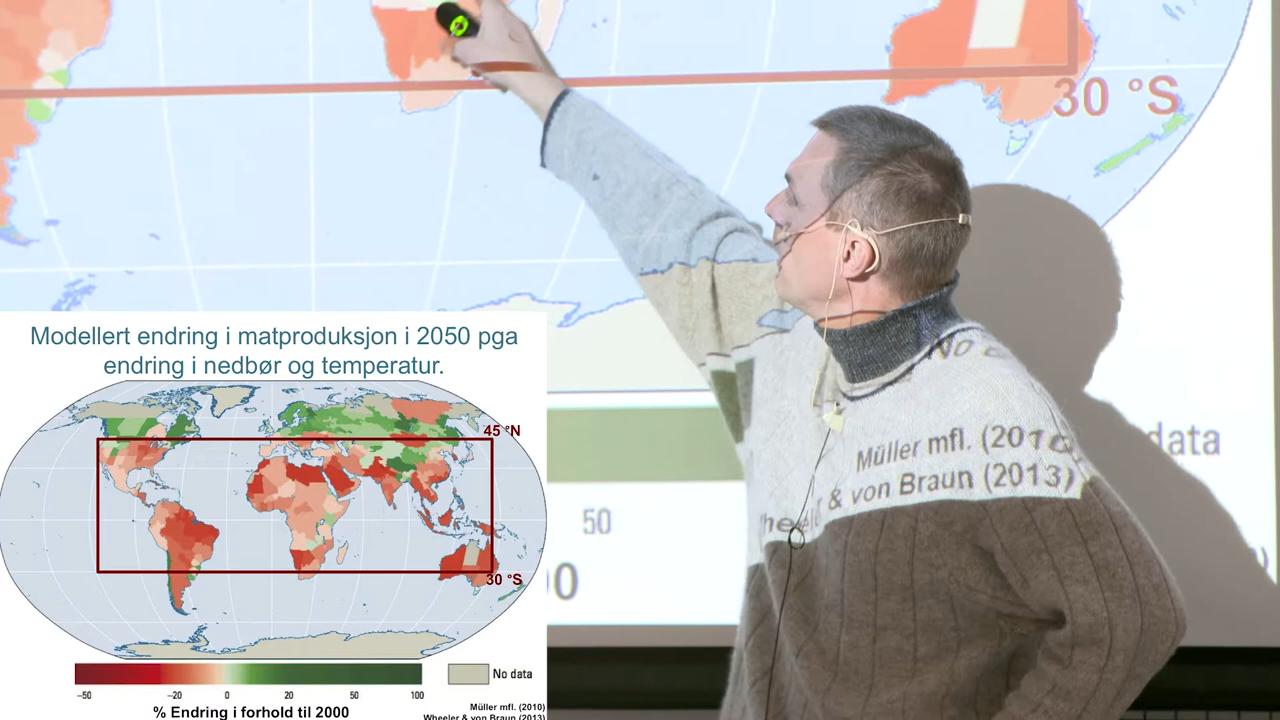 30 °S
Modellert endring i matproduksjon i 2050 pga
endring i nedbør og temperatur.
45 °N
30 °S
No data
–50 –20 0 20 50 100
% Endring i forhold til 2000
Müller mfl. (2010)
Wheeler & von Braun (2013)
No data
Müller mfl. (2010)
& von Braun (2013)
50